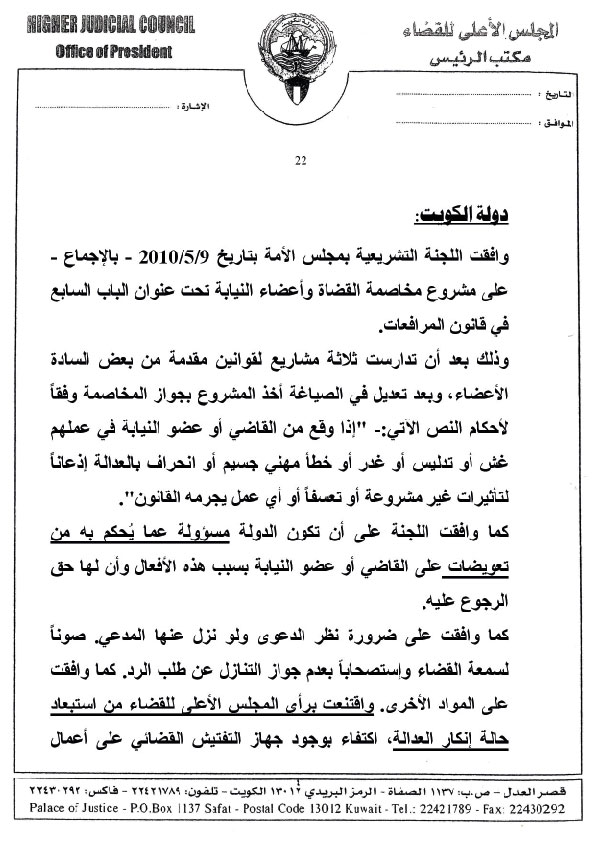 HIGHER JUDICIAL COUNCIL
Office of President
المجلس الأعلى للقضاء
مكتب الرئيس
التاريخ :
الموافق :
الإشارة :
22
دولة الكويت:
وافقت اللجنة التشريعية بمجلس الأمة بتاريخ 2010/5/9 - بالإجماع -
على مشروع مخاصمة القضاة وأعضاء النيابة تحت عنوان الباب السابع
في قانون المرافعات.
وذلك بعد أن تدارست ثلاثة مشاريع لقوانين مقدمة من بعض السادة
الأعضاء، وبعد تعديل في الصياغة أخذ المشروع بجواز المخاصمة وفقاً
لأحكام النص الآتي:- "إذا وقع من القاضي أو عضو النيابة في عملهم
غش أو تدليس أو غدر أو خطأ مهني جسيم أو انحراف بالعدالة إذعاناً
لتأثيرات غير مشروعة أو تعسفاً أو أي عمل يجرمه القانون".
كما وافقت اللجنة على أن تكون الدولة مسؤولة عما يُحكم به من
تعويضات على القاضي أو عضو النيابة بسبب هذه الأفعال وأن لها حق
الرجوع عليه.
كما وافقت على ضرورة نظر الدعوى ولو نزل عنها المدعي. صوناً
لسمعة القضاء وإستصحاباً بعدم جواز التنازل عن طلب الرد. كما وافقت
على المواد الأخرى. واقتنعت برأى المجلس الأعلى للقضاء من استبعاد
حالة إنكار العدالة، اكتفاء بوجود جهاز التفتيش القضائي على أعمال
قصر العدل - ص.ب: ١١٣٧ الصفاة - الرمز البريدي ١٣٠١٢ الكويت - تلفون: ٢٢٤٢١٧٨٩ - فاكس: ٢٢٤٣٠٢٩٢
Palace of Justice - P.O.Box 1137 Safat - Postal Code 13012 Kuwait - Tel.: 22421789 - Fax: 22430292